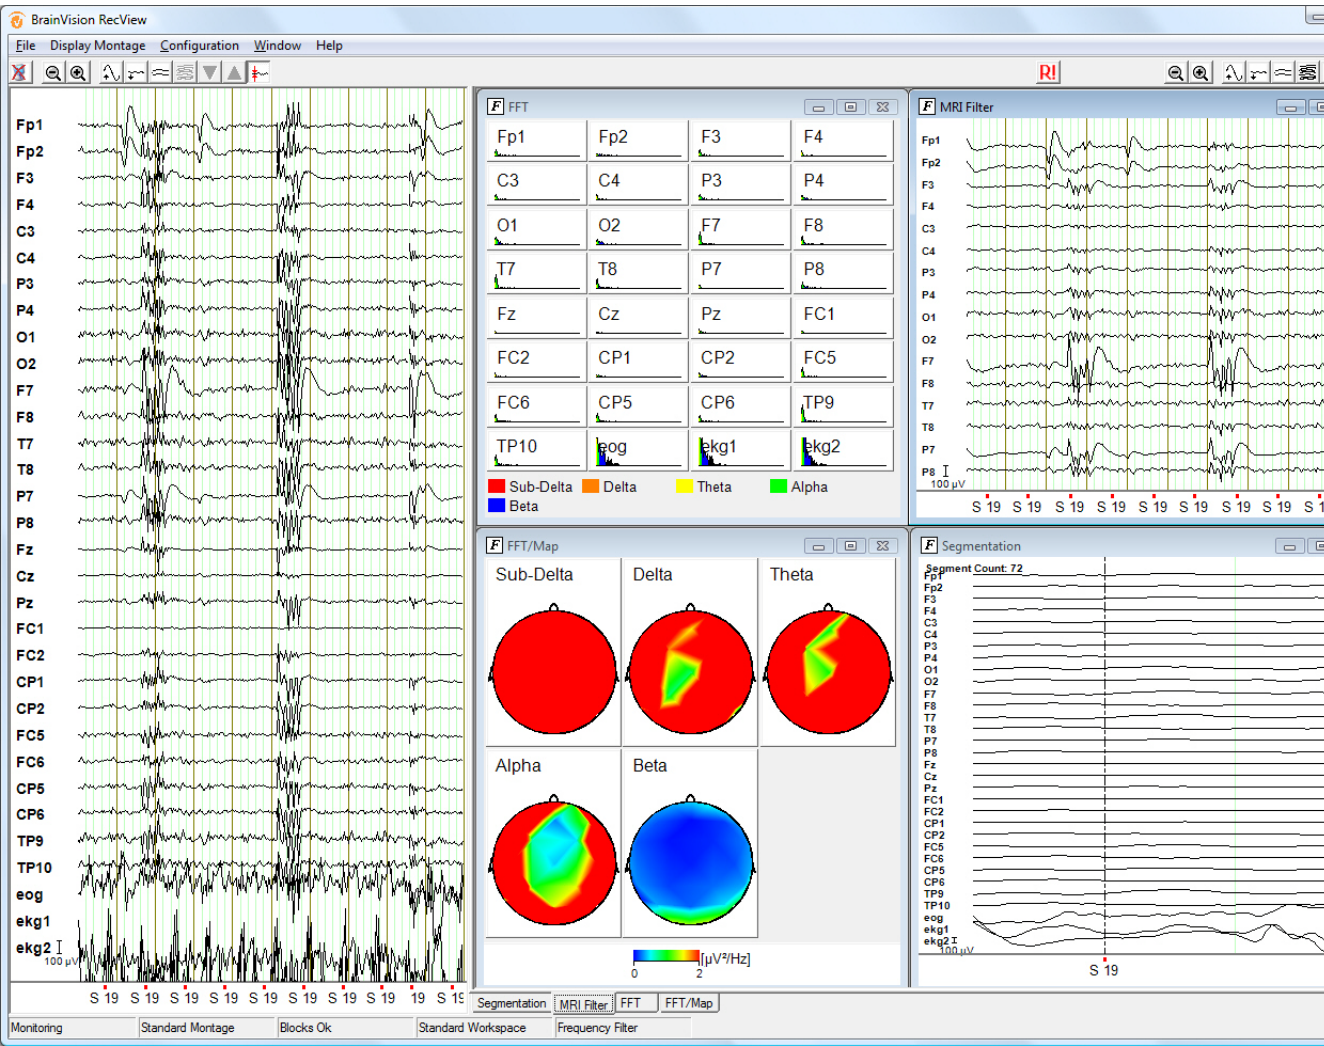 BrainVision RecView
File Display Montage Configuration Window Help
R!
Fp1
Fp2
F3
F4
C3
C4
P3
P4
O1
O2
F7
F8
T7
T8
P7
P8
Fz
Cz
Pz
FC1
FC2
CP1
CP2
FC5
FC6
CP5
CP6
TP9
TP10
eog
ekg1
ekg2
100 µV
S 19 S 19 S 19 S 19 S 19 S 19 S 19 S 19 S 19 S 19
F FFT
Fp1 Fp2 F3 F4
C3 C4 P3 P4
O1 O2 F7 F8
T7 T8 P7 P8
Fz Cz Pz FC1
FC2 CP1 CP2 FC5
FC6 CP5 CP6 TP9
TP10 eog ekg1 ekg2
Sub-Delta Delta Theta Alpha
Beta
F MRI Filter
Fp1
Fp2
F3
F4
C3
C4
P3
P4
O1
O2
F7
F8
T7
T8
P7
P8
100 µV
S 19 S 19 S 19 S 19 S 19 S 19 S 19 S 19 S 1
F FFT/Map
Sub-Delta Delta Theta
Alpha Beta
[µV²/Hz]
0 2
F Segmentation
Segment Count: 72
Fp1
Fp2
F3
F4
C3
C4
P3
P4
O1
O2
F7
F8
T7
T8
P7
P8
Fz
Cz
Pz
FC1
FC2
CP1
CP2
FC5
FC6
CP5
CP6
TP9
TP10
eog
ekg1
ekg2
100 µV
S 19
Segmentation MRI Filter FFT FFT/Map
Monitoring Standard Montage Blocks Ok Standard Workspace Frequency Filter